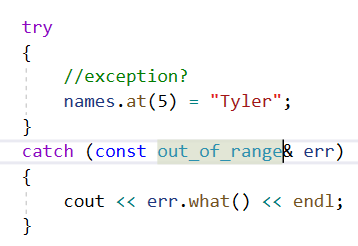 try
{
//exception?
names.at(5) = "Tyler";
}
catch (const out_of_range& err)
{
cout << err.what() << endl;
}